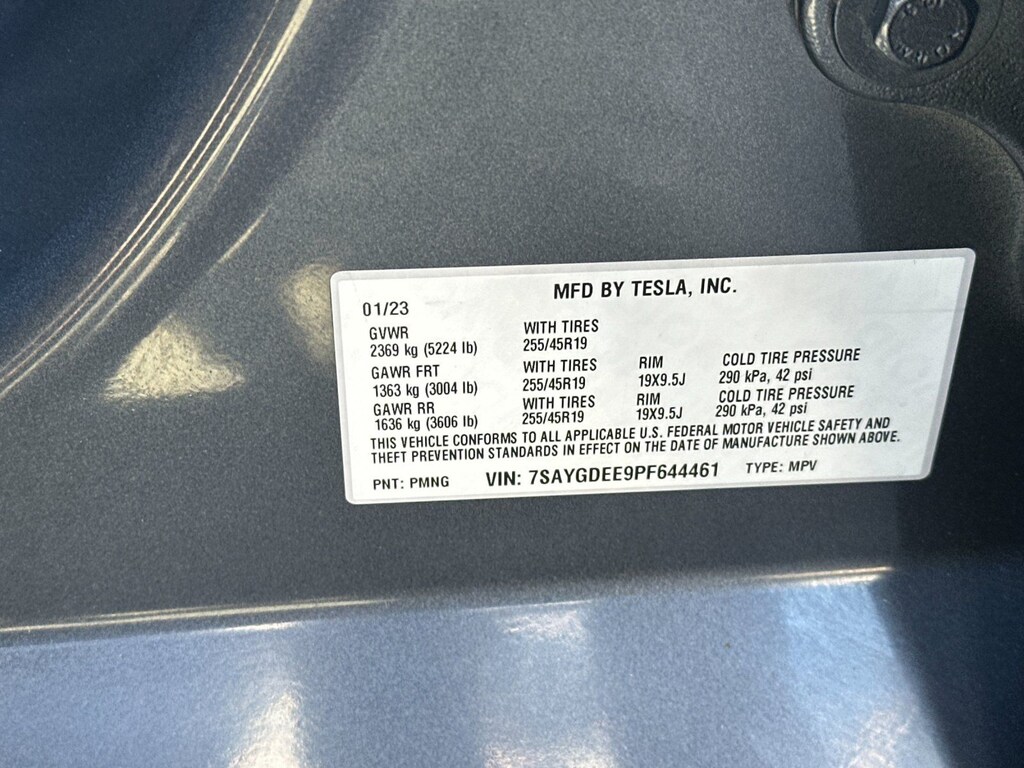 MFD BY TESLA, INC.
01/23
GVWR WITH TIRES
2369 kg (5224 lb) 255/45R19
GAWR FRT WITH TIRES RIM COLD TIRE PRESSURE
1363 kg (3004 lb) 255/45R19 19X9.5J 290 kPa, 42 psi
GAWR RR WITH TIRES RIM COLD TIRE PRESSURE
1636 kg (3606 lb) 255/45R19 19X9.5J 290 kPa, 42 psi
THIS VEHICLE CONFORMS TO ALL APPLICABLE U.S. FEDERAL MOTOR VEHICLE SAFETY AND
THEFT PREVENTION STANDARDS IN EFFECT ON THE DATE OF MANUFACTURE SHOWN ABOVE.
PNT: PMNG VIN: 7SAYGDEE9PF644461 TYPE: MPV